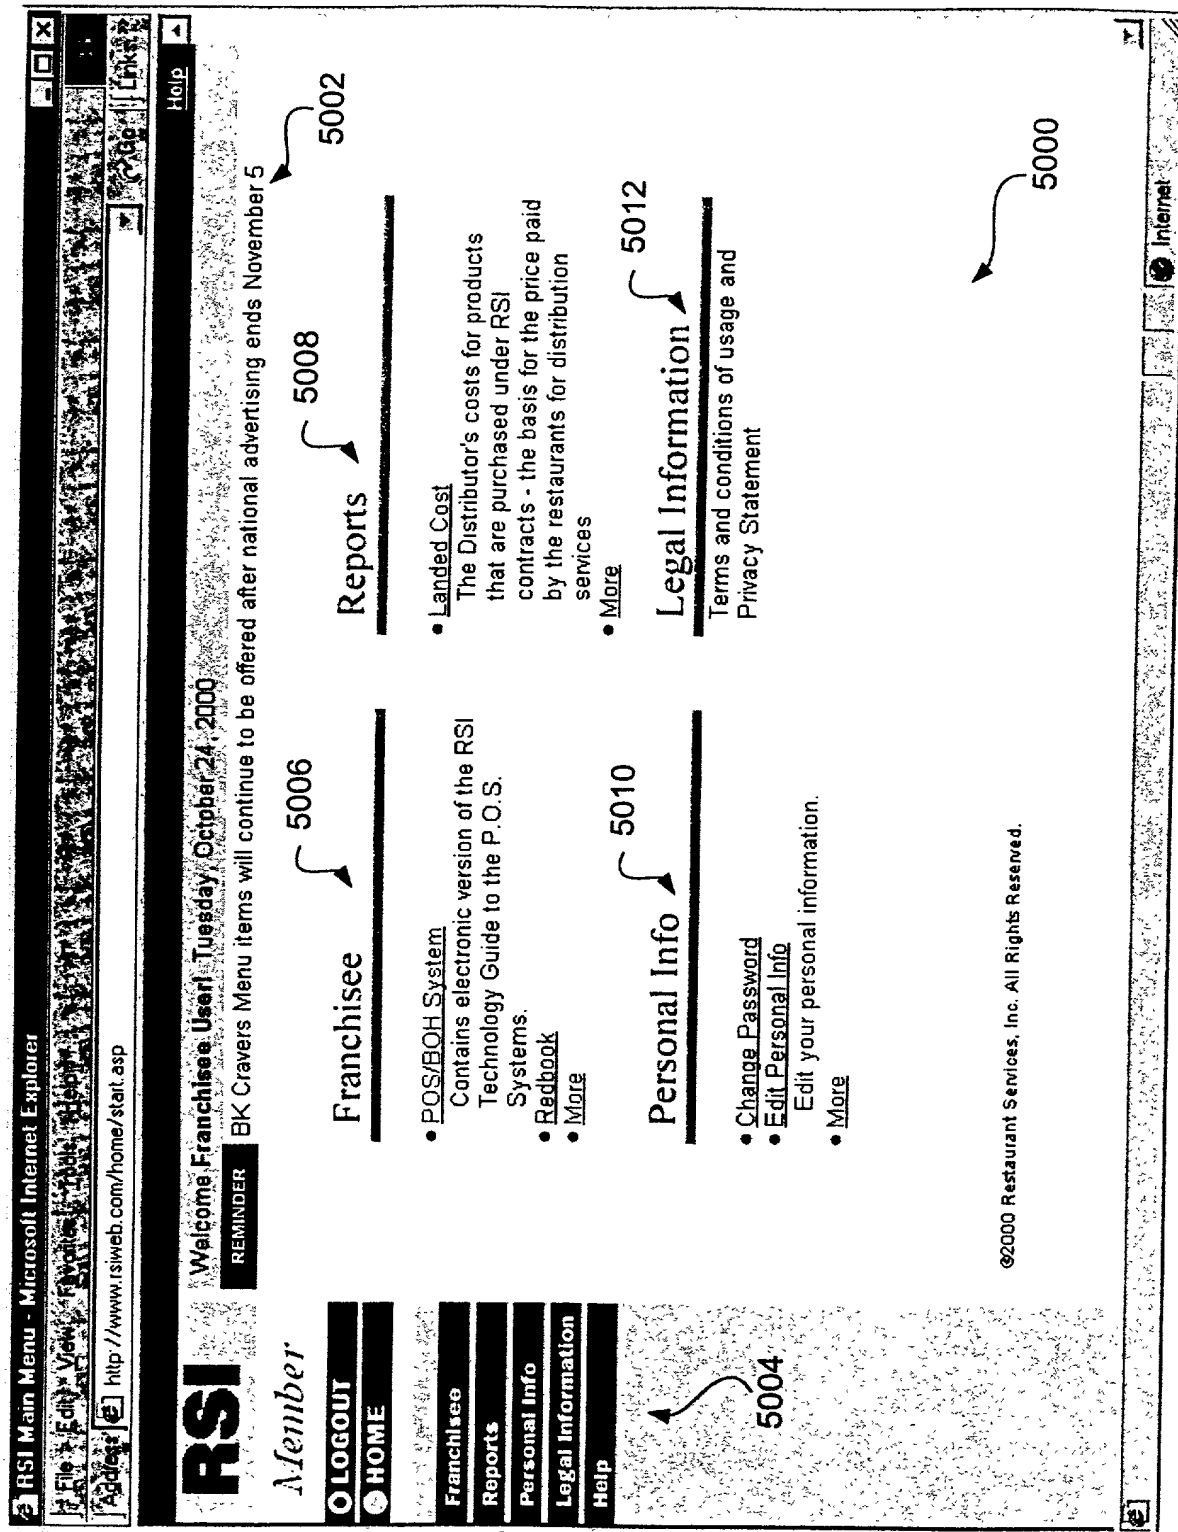 RSI Main Menu - Microsoft Internet Explorer
File Edit View Favorites Tools Help
Address http://www.rsiweb.com/home/start.asp Go Links »
Help
RSI
Welcome Franchisee User! Tuesday, October 24, 2000
REMINDER BK Cravers Menu items will continue to be offered after national advertising ends November 5
5002
Member
LOGOUT
HOME
Franchisee
Reports
Personal Info
Legal Information
Help
5004
5006
Franchisee
• POS/BOH System
Contains electronic version of the RSI
Technology Guide to the P.O.S.
Systems.
• Redbook
• More
5008
Reports
• Landed Cost
The Distributor's costs for products
that are purchased under RSI
contracts - the basis for the price paid
by the restaurants for distribution
services
• More
5010
Personal Info
• Change Password
• Edit Personal Info
Edit your personal information.
• More
5012
Legal Information
Terms and conditions of usage and
Privacy Statement
5000
©2000 Restaurant Services, Inc. All Rights Reserved.
Internet